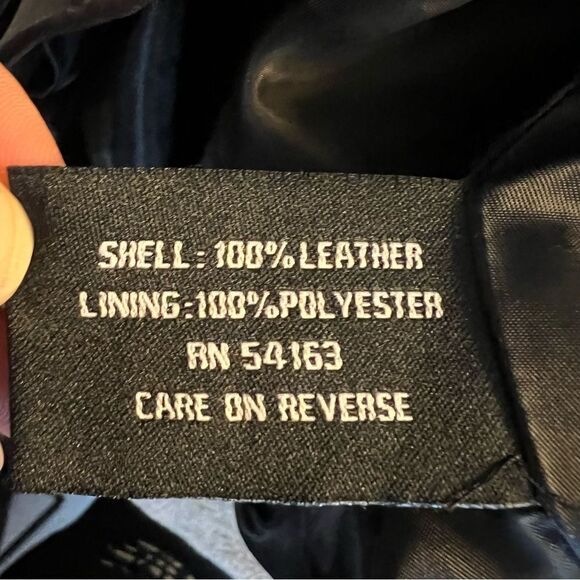 SHELL: 100% LEATHER
LINING:100%POLYESTER
RN 54163
CARE ON REVERSE